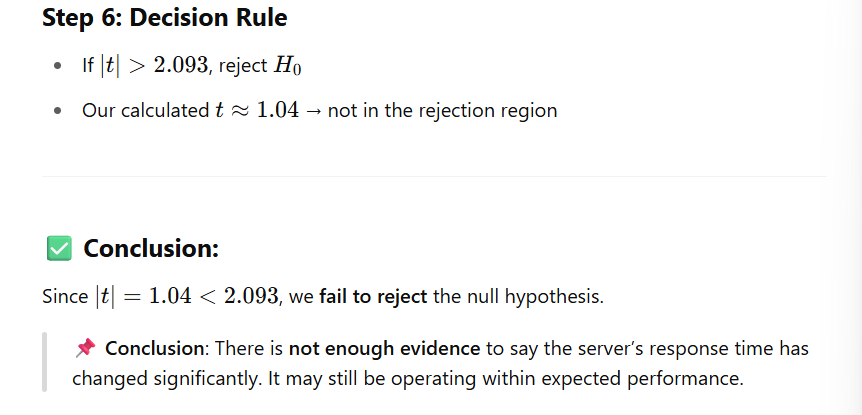 Step 6: Decision Rule
If |t| > 2.093, reject H₀
Our calculated t ≈ 1.04 → not in the rejection region
✅ Conclusion:
Since |t| = 1.04 < 2.093, we fail to reject the null hypothesis.
📌 Conclusion: There is not enough evidence to say the server’s response time has
changed significantly. It may still be operating within expected performance.